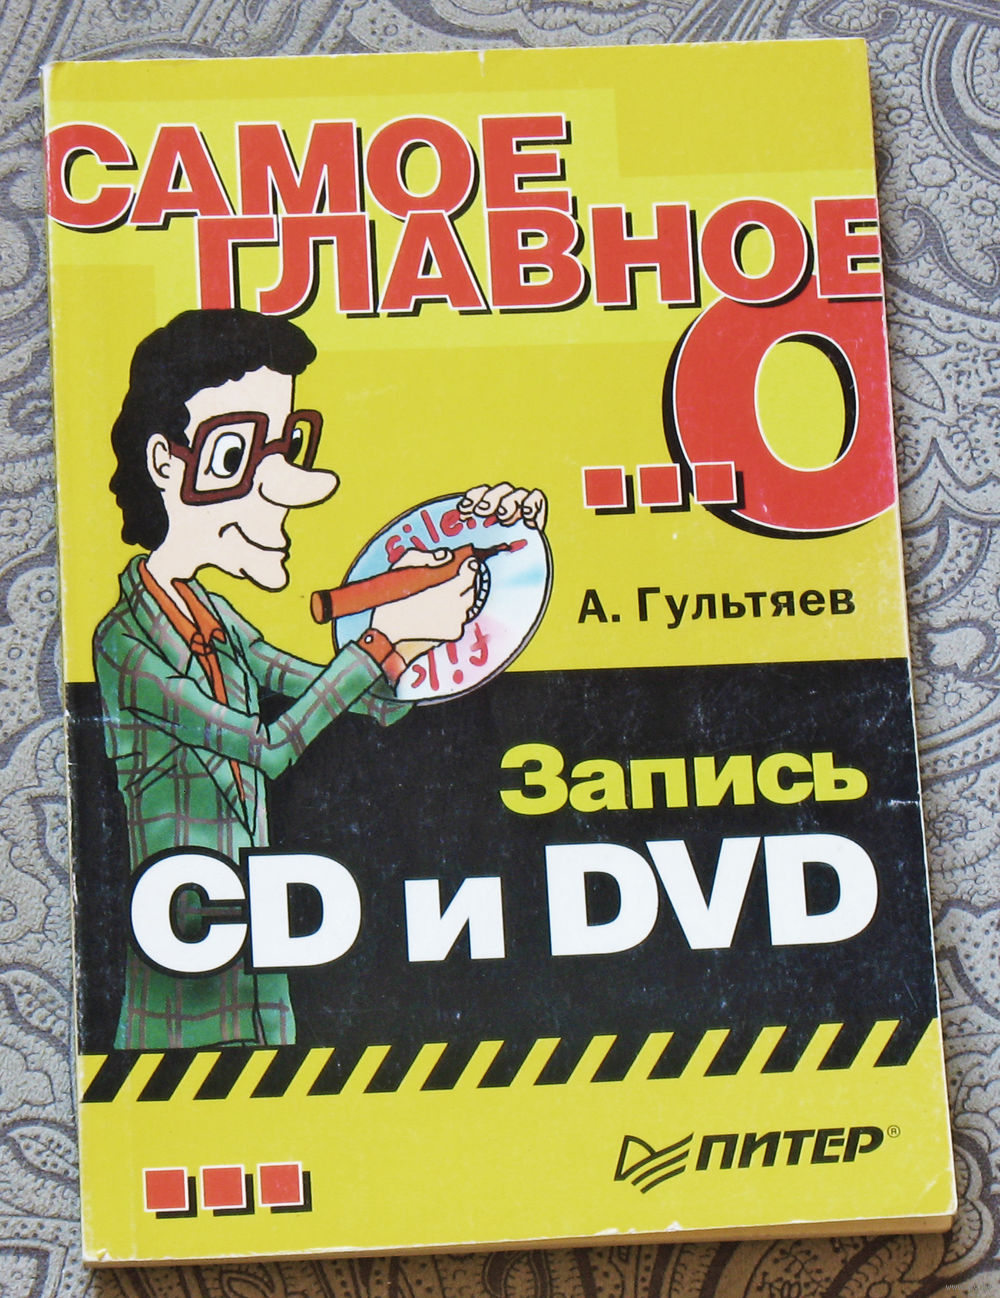 САМОЕ
ГЛАВНОЕ
...О
А. Гультяев
Запись
CD и DVD
ПИТЕР®